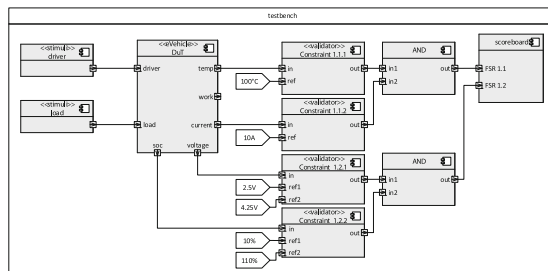 testbench
<<stimuli>>
driver
<<eVehicle>>
DuT
driver
temp
work
load
current
soc
voltage
<<stimuli>>
load
<<validator>>
Constraint 1.1.1
in
out
ref
100°C
<<validator>>
Constraint 1.1.2
in
out
ref
10A
AND
in1
out
in2
scoreboard
FSR 1.1
FSR 1.2
<<validator>>
Constraint 1.2.1
in
out
ref1
ref2
2.5V
4.25V
<<validator>>
Constraint 1.2.2
in
out
ref1
ref2
10%
110%
AND
in1
out
in2